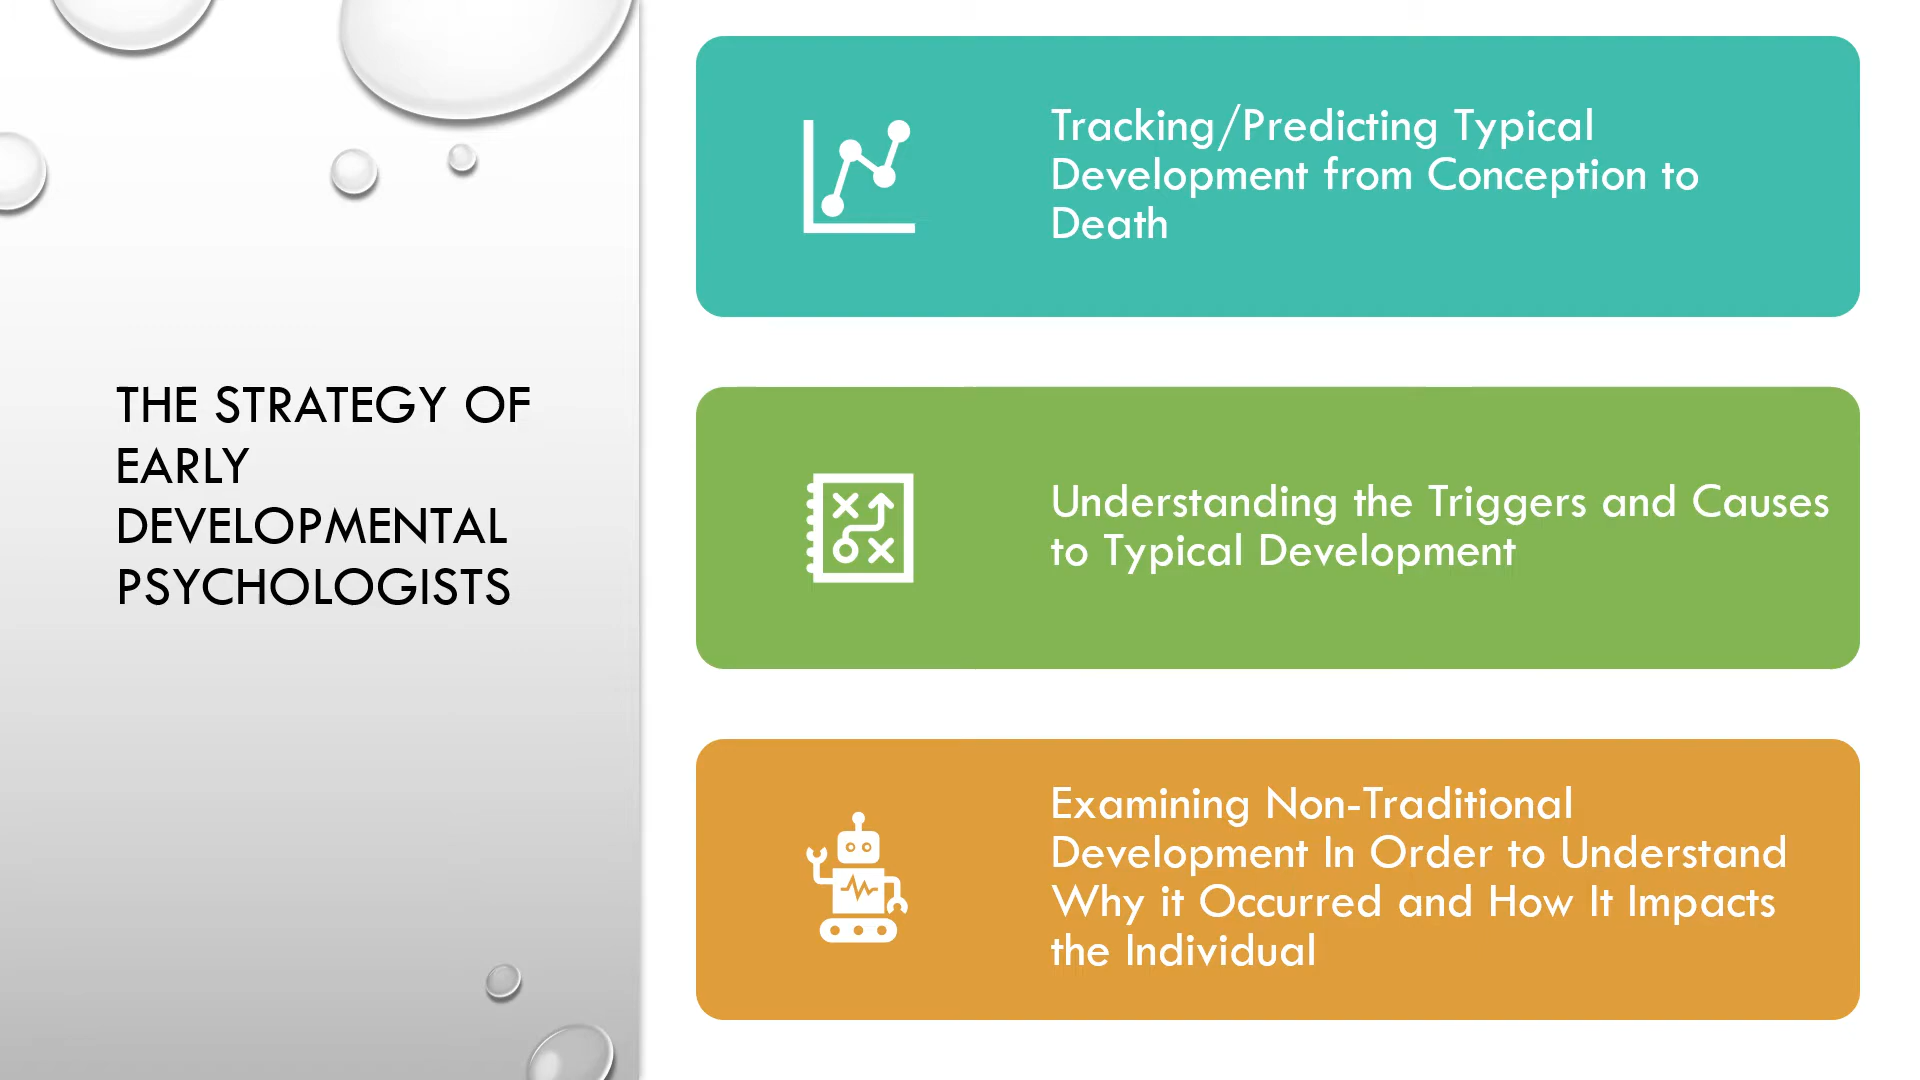 THE STRATEGY OF
EARLY
DEVELOPMENTAL
PSYCHOLOGISTS
Tracking/Predicting Typical
Development from Conception to
Death
Understanding the Triggers and Causes
to Typical Development
Examining Non-Traditional
Development In Order to Understand
Why it Occurred and How It Impacts
the Individual